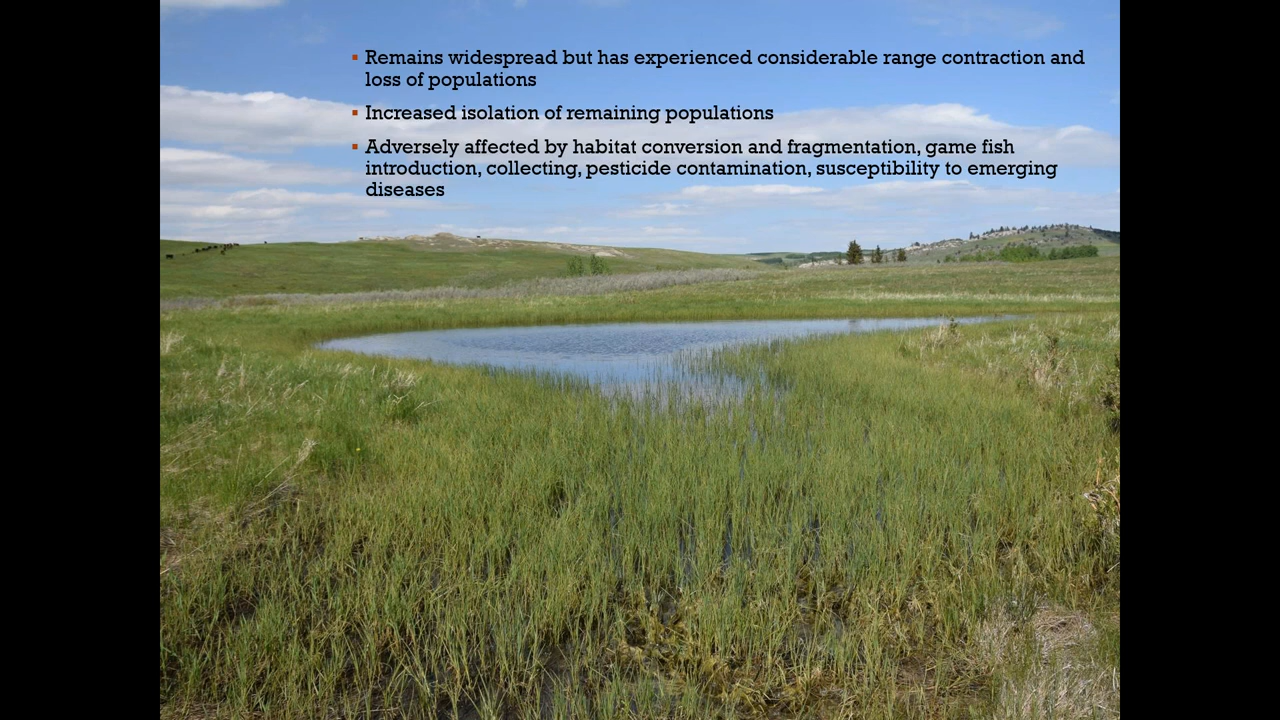 ▪ Remains widespread but has experienced considerable range contraction and
loss of populations
▪ Increased isolation of remaining populations
▪ Adversely affected by habitat conversion and fragmentation, game fish
introduction, collecting, pesticide contamination, susceptibility to emerging
diseases